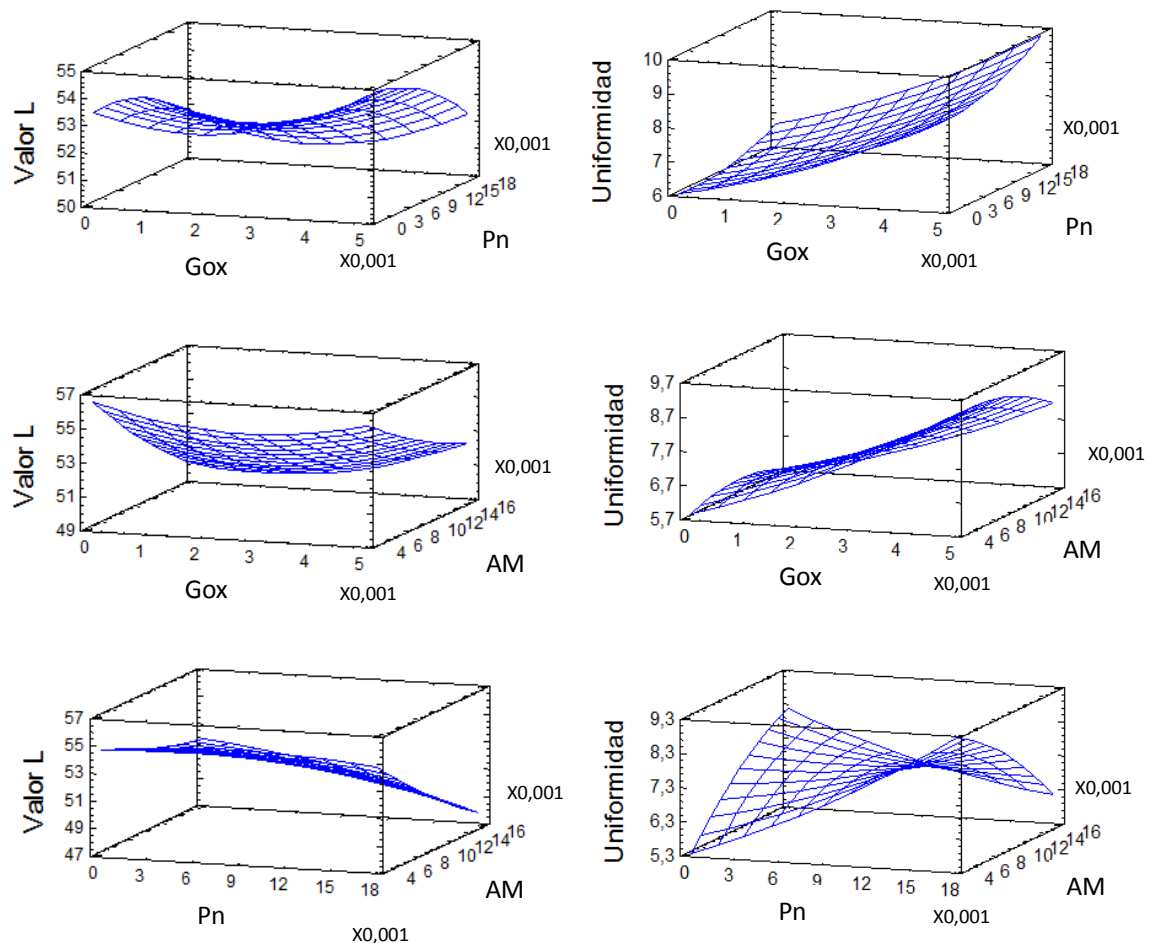 Valor L
55
54
53
52
51
50
0 1 2 3 4 5
Gox
X0,001
0 3 6 9 12 15 18
Pn
X0,001
Uniformidad
10
9
8
7
6
0 1 2 3 4 5
Gox
X0,001
0 3 6 9 12 15 18
Pn
X0,001
Valor L
57
55
53
51
49
0 1 2 3 4 5
Gox
X0,001
4 6 8 10 12 14 16
AM
X0,001
Uniformidad
9,7
8,7
7,7
6,7
5,7
0 1 2 3 4 5
Gox
X0,001
4 6 8 10 12 14 16
AM
X0,001
Valor L
57
55
53
51
49
47
0 3 6 9 12 15 18
Pn
X0,001
4 6 8 10 12 14 16
AM
X0,001
Uniformidad
9,3
8,3
7,3
6,3
5,3
0 3 6 9 12 15 18
Pn
X0,001
4 6 8 10 12 14 16
AM
X0,001